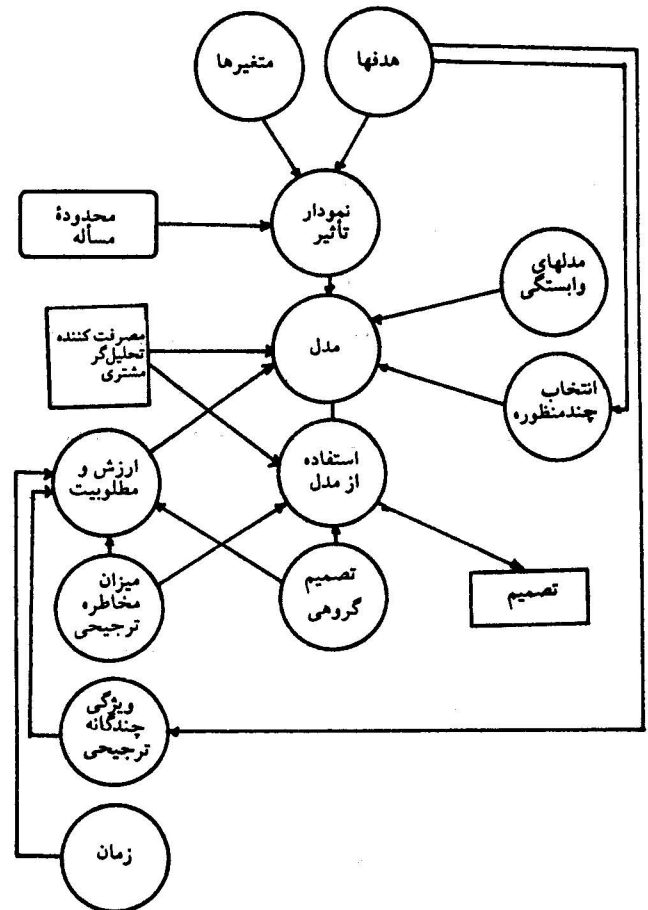 هدفها
متغیرها
نمودار
تأثیر
محدودهٔ
مسأله
مدلهای
وابستگی
مصرفت کننده
تحلیل‌گر
مشتری
مدل
انتخاب
چندمنظوره
استفاده
از مدل
ارزش و
مطلوبیت
تصمیم
تصمیم
گروهی
میزان
مخاطره
ترجیحی
ویژگی
چندگانه
ترجیحی
زمان